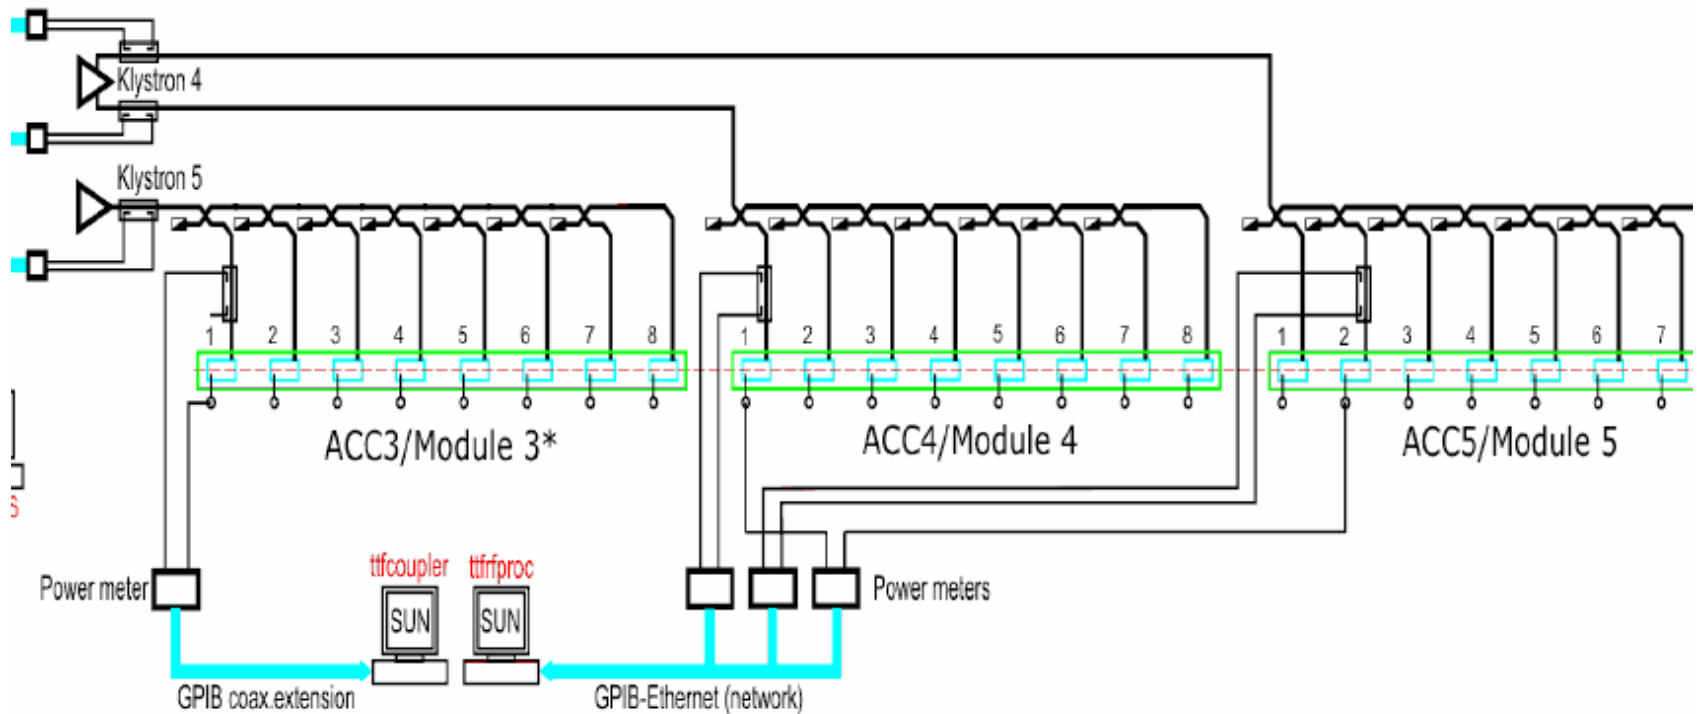 Klystron 4
Klystron 5
1 2 3 4 5 6 7 8
1 2 3 4 5 6 7 8
1 2 3 4 5 6 7
ACC3/Module 3*
ACC4/Module 4
ACC5/Module 5
ttfcoupler
ttfrfproc
Power meter
SUN
SUN
Power meters
GPIB coax.extension
GPIB-Ethernet (network)